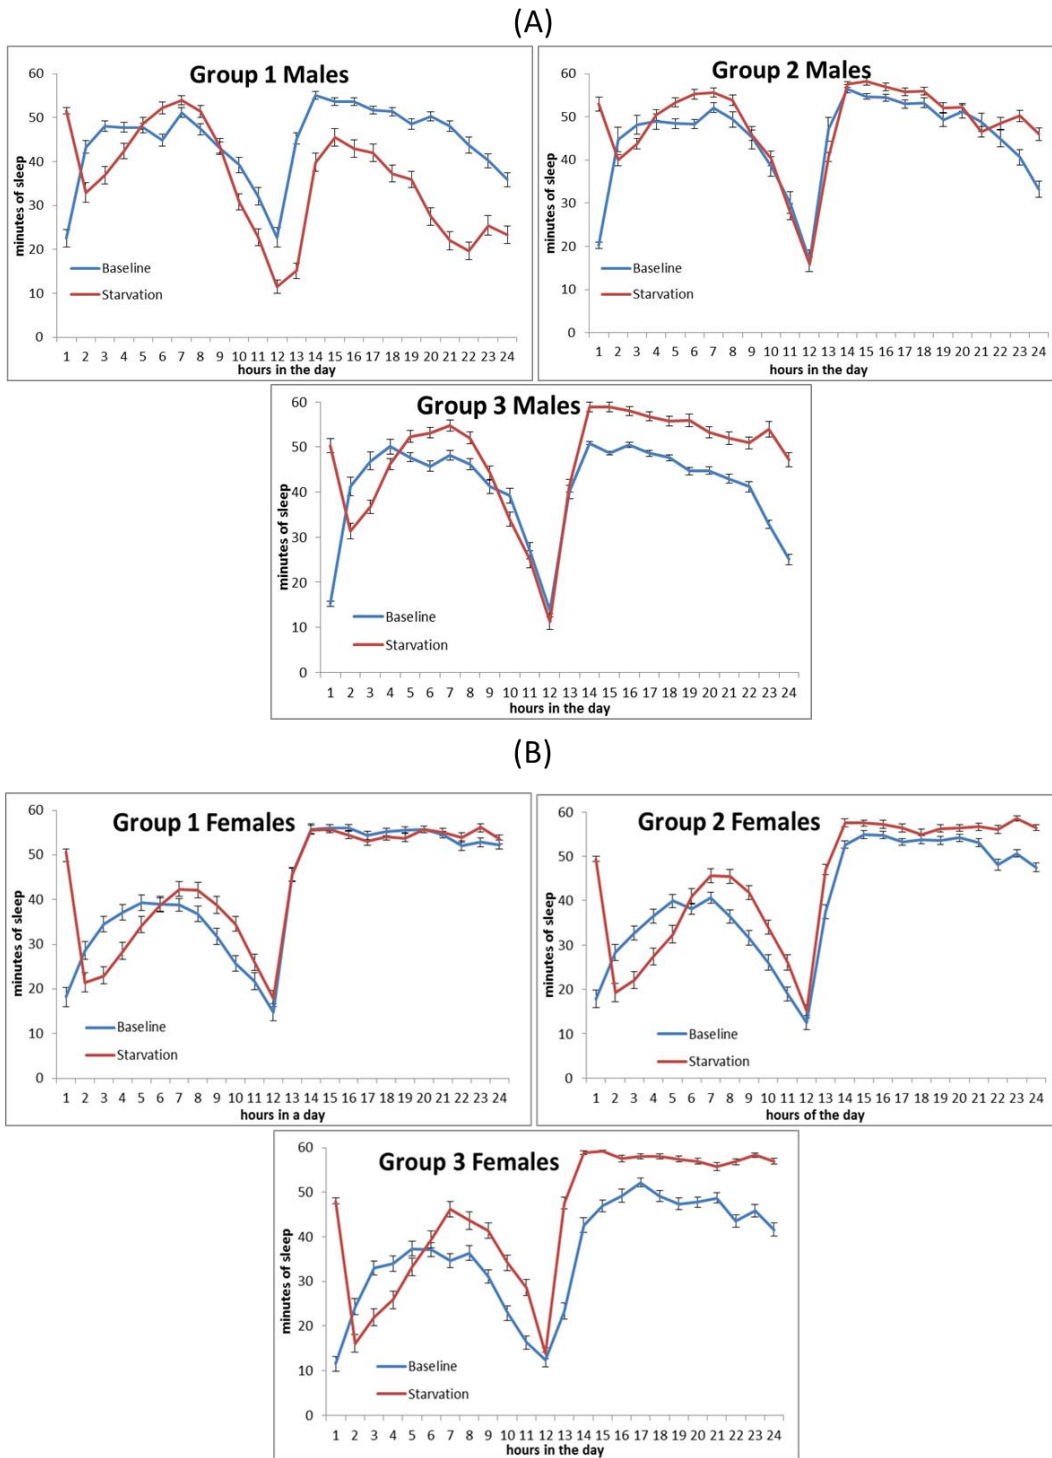 (A)
Group 1 Males
60
50
40
30
20
10
0
minutes of sleep
Baseline
Starvation
1 2 3 4 5 6 7 8 9 10 11 12 13 14 15 16 17 18 19 20 21 22 23 24
hours in the day
Group 2 Males
60
50
40
30
20
10
0
minutes of sleep
Baseline
Starvation
1 2 3 4 5 6 7 8 9 10 11 12 13 14 15 16 17 18 19 20 21 22 23 24
hours in the day
Group 3 Males
60
50
40
30
20
10
0
minutes of sleep
Baseline
Starvation
1 2 3 4 5 6 7 8 9 10 11 12 13 14 15 16 17 18 19 20 21 22 23 24
hours in the day
(B)
Group 1 Females
60
50
40
30
20
10
0
minutes of sleep
Baseline
Starvation
1 2 3 4 5 6 7 8 9 10 11 12 13 14 15 16 17 18 19 20 21 22 23 24
hours in a day
Group 2 Females
60
50
40
30
20
10
0
minutes of sleep
Baseline
Starvation
1 2 3 4 5 6 7 8 9 10 11 12 13 14 15 16 17 18 19 20 21 22 23 24
hours of the day
Group 3 Females
60
50
40
30
20
10
0
minutes of sleep
Baseline
Starvation
1 2 3 4 5 6 7 8 9 10 11 12 13 14 15 16 17 18 19 20 21 22 23 24
hours in the day